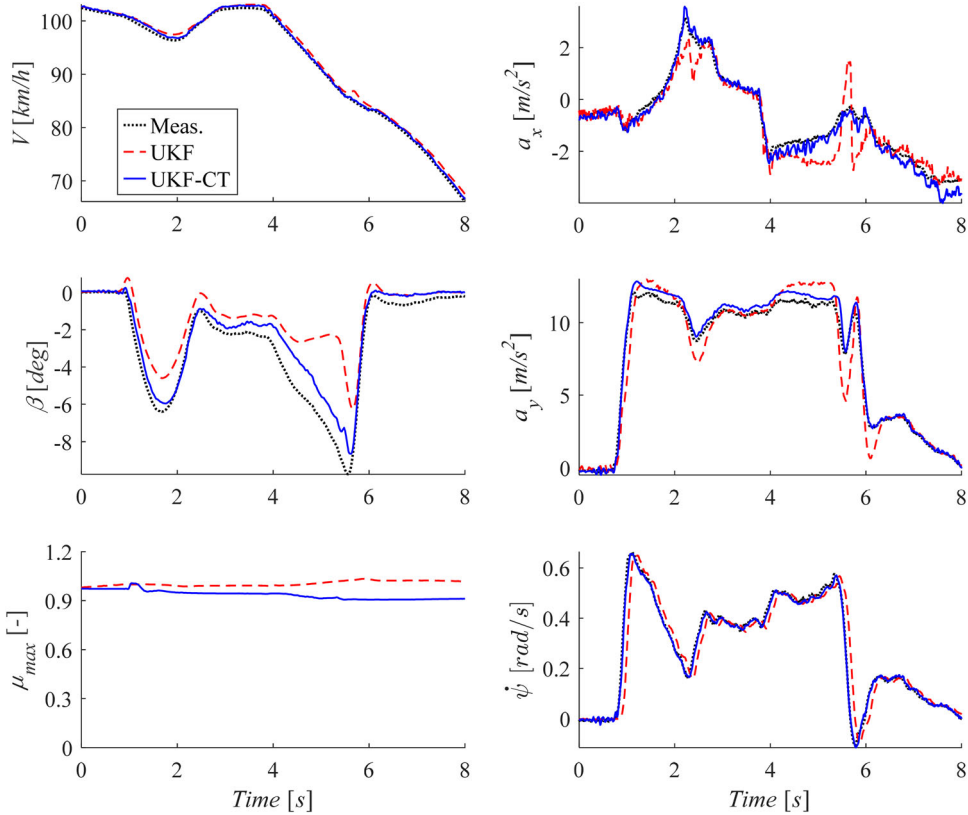 V [km/h]
100
90
80
70
Meas.
UKF
UKF-CT
0 2 4 6 8
a_x [m/s²]
2
0
-2
0 2 4 6 8
β [deg]
0
-2
-4
-6
-8
0 2 4 6 8
a_y [m/s²]
10
5
0
0 2 4 6 8
μ_max [-]
1.2
0.9
0.6
0.3
0
0 2 4 6 8
Time [s]
ψ̇ [rad/s]
0.6
0.4
0.2
0
0 2 4 6 8
Time [s]